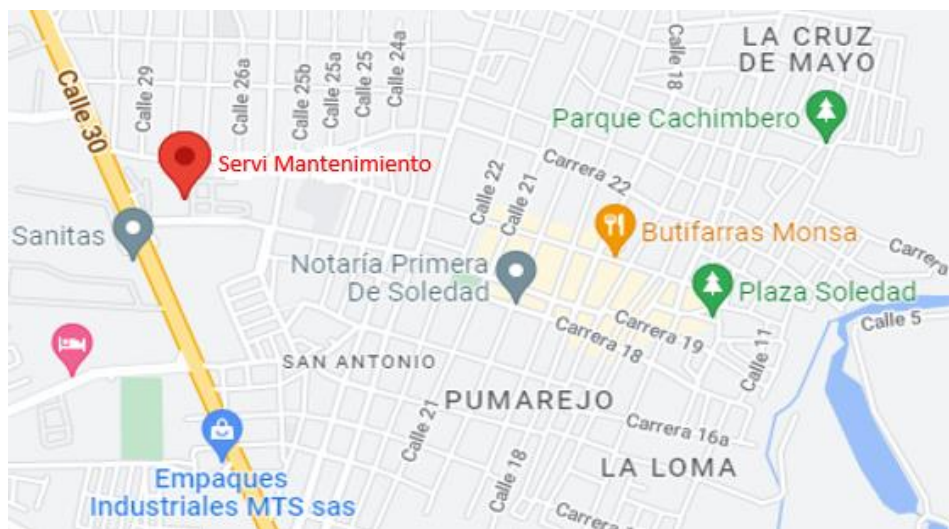 LA CRUZ
DE MAYO
Calle 18
Calle 24a
Calle 25
Calle 25a
Calle 25b
Calle 26a
Calle 29
Calle 30
Parque Cachimbero
Servi Mantenimiento
Carrera 22
Calle 22
Calle 21
Sanitas
Butifarras Monsa
Carrera
Notaría Primera
De Soledad
Plaza Soledad
Calle 5
Carrera 18
Carrera 19
Calle 11
SAN ANTONIO
PUMAREJO
Calle 21
Carrera 16a
Calle 18
LA LOMA
Empaques
Industriales MTS sas